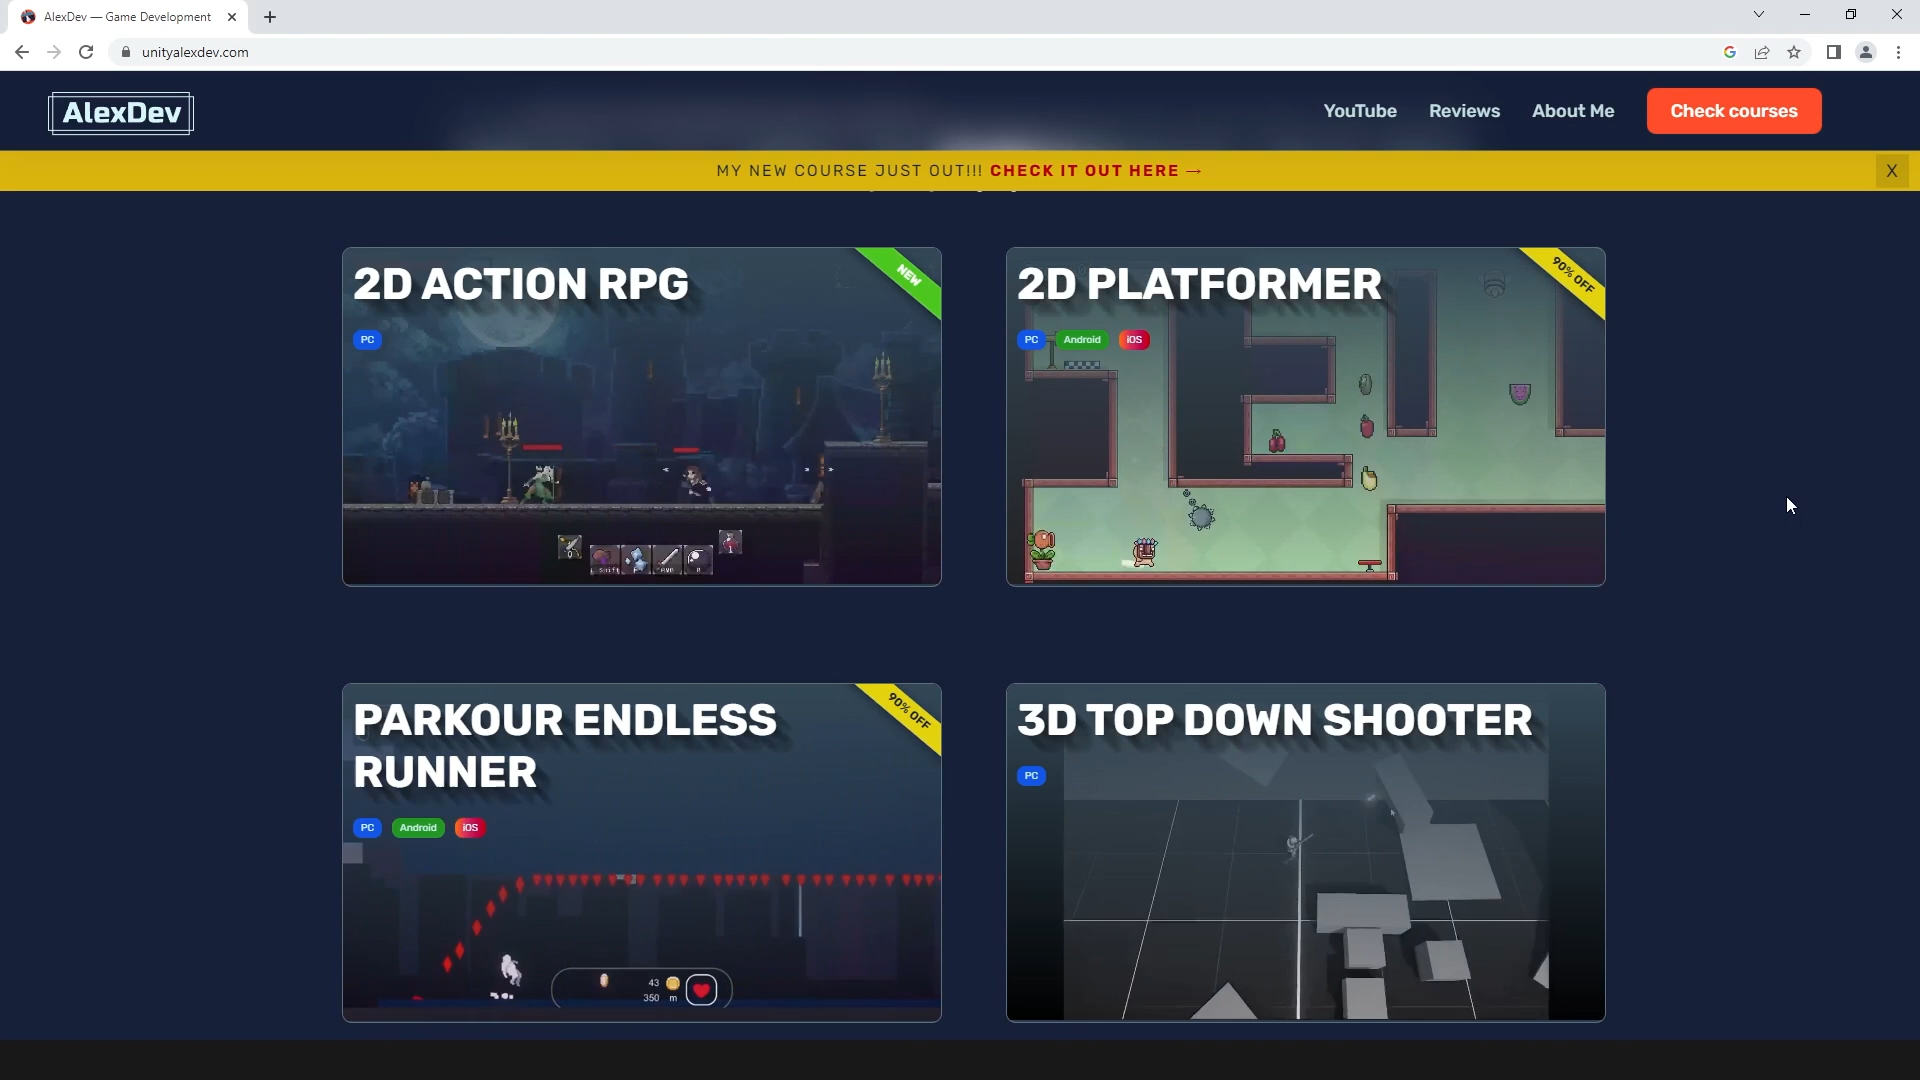 AlexDev — Game Development
unityalexdev.com
AlexDev
YouTube
Reviews
About Me
Check courses
MY NEW COURSE JUST OUT!!! CHECK IT OUT HERE →
X
2D ACTION RPG
NEW
PC
2D PLATFORMER
90% OFF
PC
Android
iOS
PARKOUR ENDLESS
RUNNER
90% OFF
PC
Android
iOS
43
350 m
3D TOP DOWN SHOOTER
PC